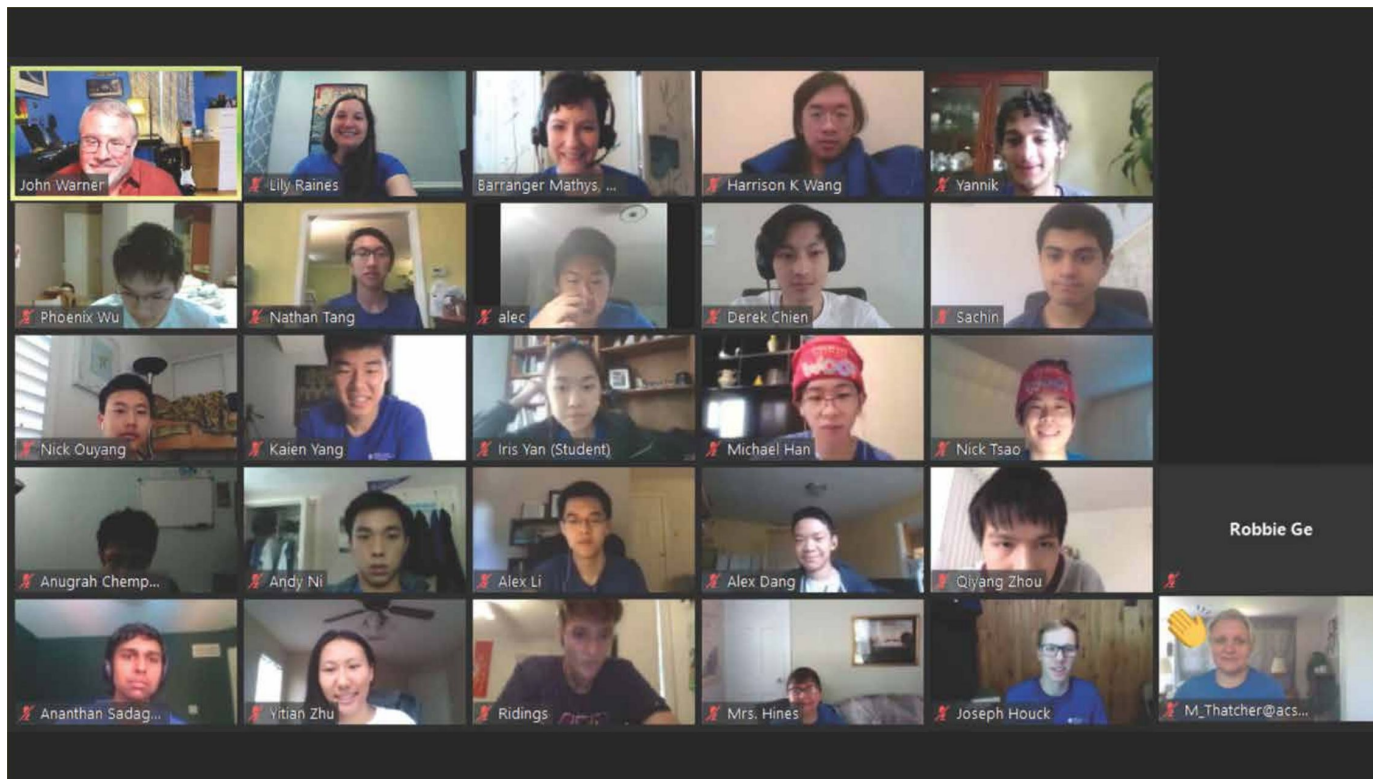 John Warner
Lily Raines
Barranger Mathys, ...
Harrison K Wang
Yannik
Phoenix Wu
Nathan Tang
alec
Derek Chien
Sachin
Nick Ouyang
Kaien Yang
Iris Yan (Student)
Michael Han
Nick Tsao
Anugrah Chemp...
Andy Ni
Alex Li
Alex Dang
Qiyang Zhou
Robbie Ge
Ananthan Sadag...
Yitian Zhu
Ridings
Mrs. Hines
Joseph Houck
M_Thatcher@acs...